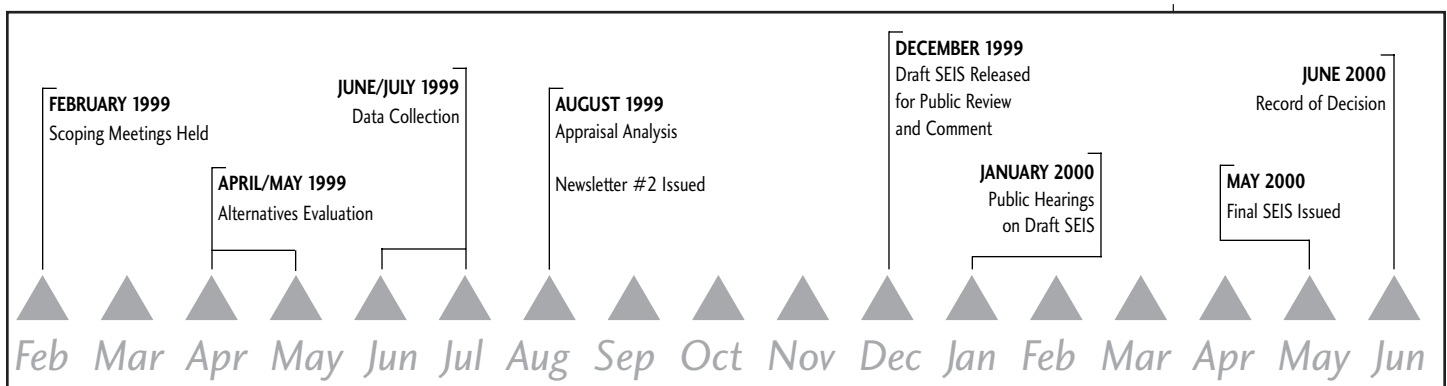 FEBRUARY 1999
Scoping Meetings Held
APRIL/MAY 1999
Alternatives Evaluation
JUNE/JULY 1999
Data Collection
AUGUST 1999
Appraisal Analysis
Newsletter #2 Issued
DECEMBER 1999
Draft SEIS Released
for Public Review
and Comment
JANUARY 2000
Public Hearings
on Draft SEIS
MAY 2000
Final SEIS Issued
JUNE 2000
Record of Decision
Feb Mar Apr May Jun Jul Aug Sep Oct Nov Dec Jan Feb Mar Apr May Jun